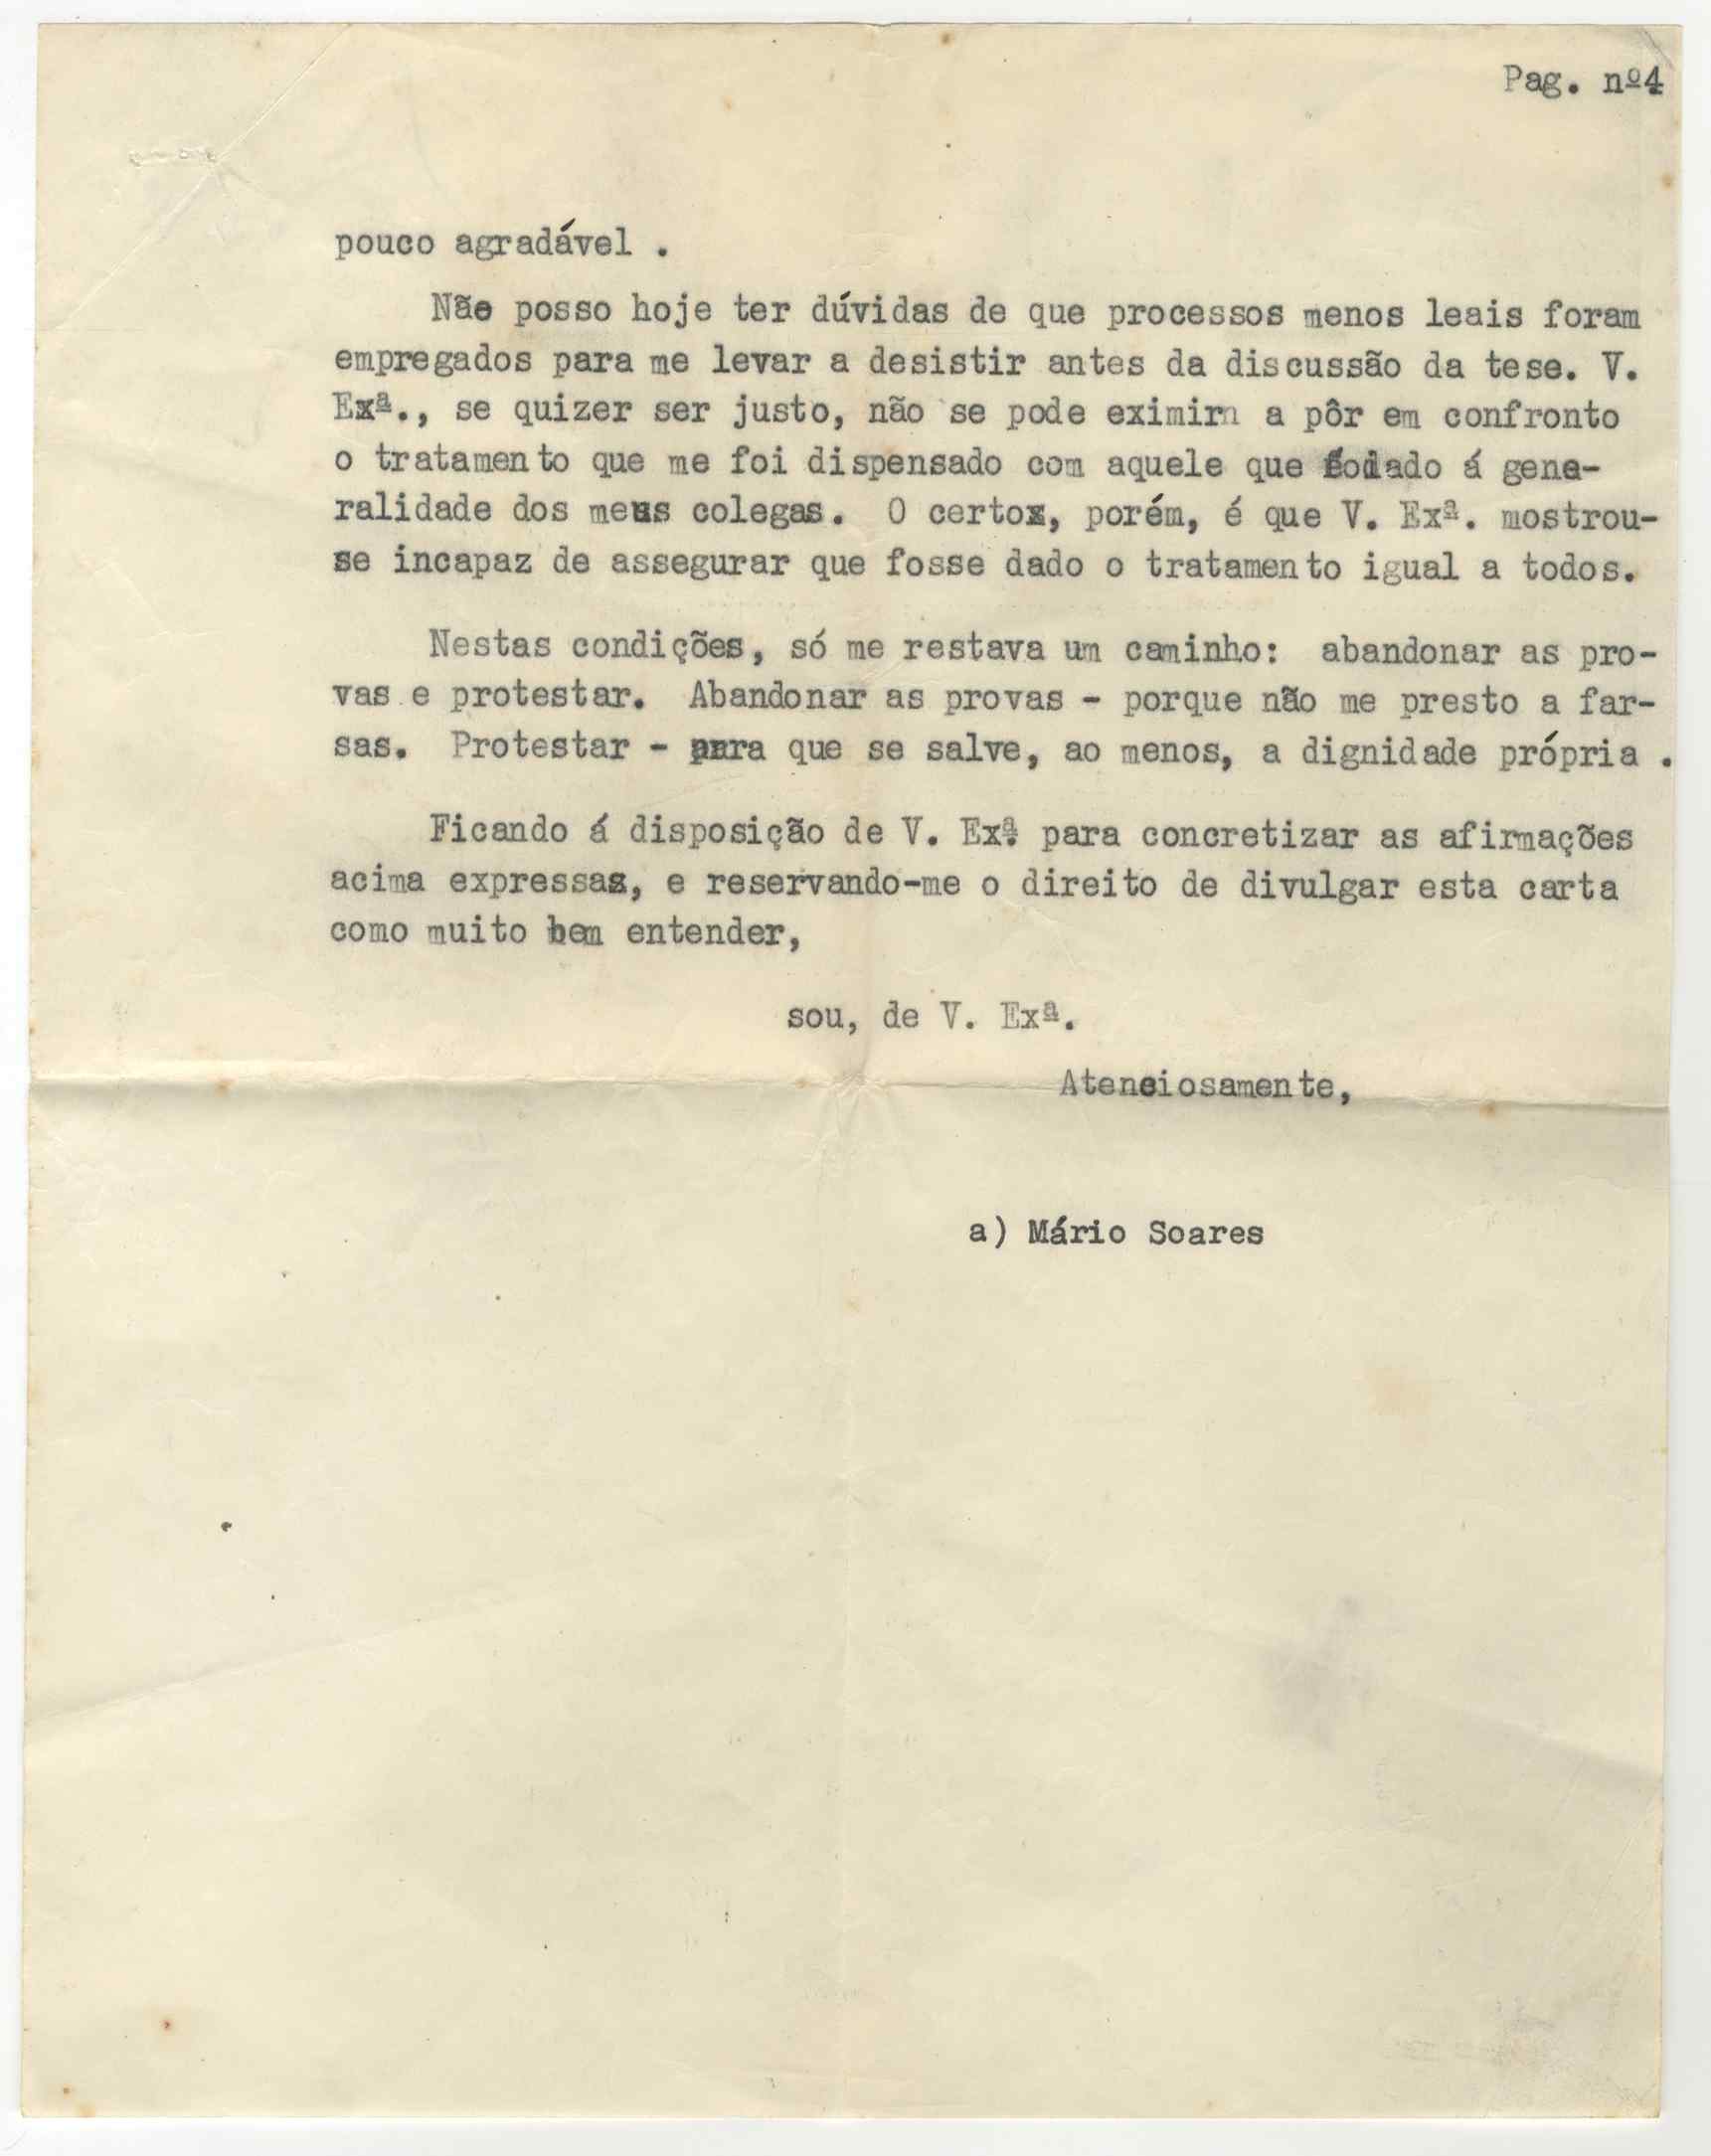 Pag. nº4
pouco agradável .
Não posso hoje ter dúvidas de que processos menos leais foram
empregados para me levar a desistir antes da discussão da tese. V.
Exª., se quizer ser justo, não se pode eximirn a pôr em confronto
o tratamento que me foi dispensado com aquele que dado á gene-
ralidade dos meus colegas. O certo, porém, é que V. Exª. mostrou-
se incapaz de assegurar que fosse dado o tratamento igual a todos.
Nestas condições, só me restava um caminho: abandonar as pro-
vas e protestar. Abandonar as provas - porque não me presto a far-
sas. Protestar - para que se salve, ao menos, a dignidade própria .
Ficando á disposição de V. Exª. para concretizar as afirmações
acima expressas, e reservando-me o direito de divulgar esta carta
como muito bem entender,
sou, de V. Exª.
Atenciosamente,
a) Mário Soares